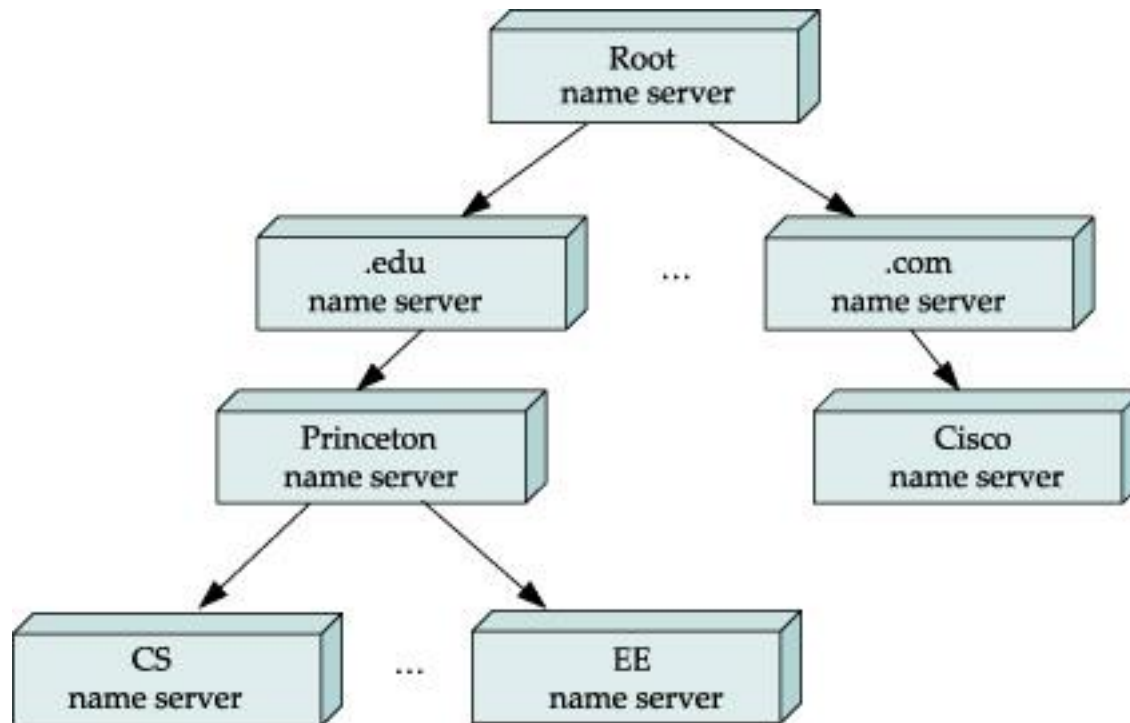 Root
name server
.edu
name server
...
.com
name server
Princeton
name server
Cisco
name server
CS
name server
...
EE
name server